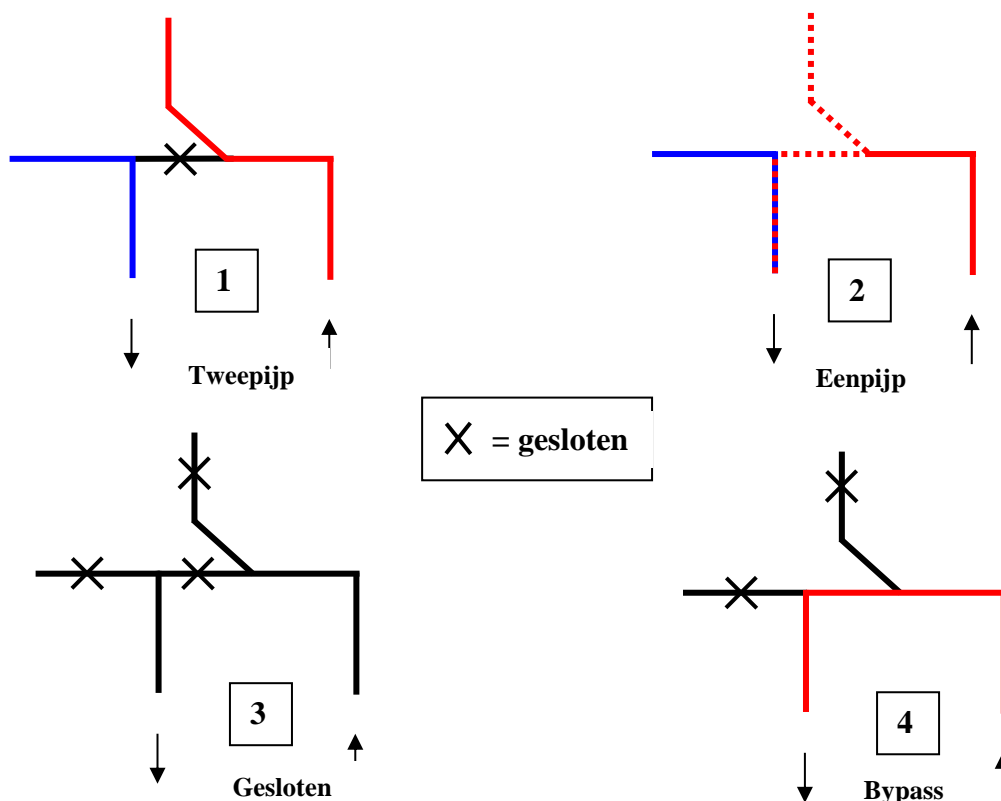 1
Tweepijp
2
Eenpijp
= gesloten
3
Gesloten
4
Bypass